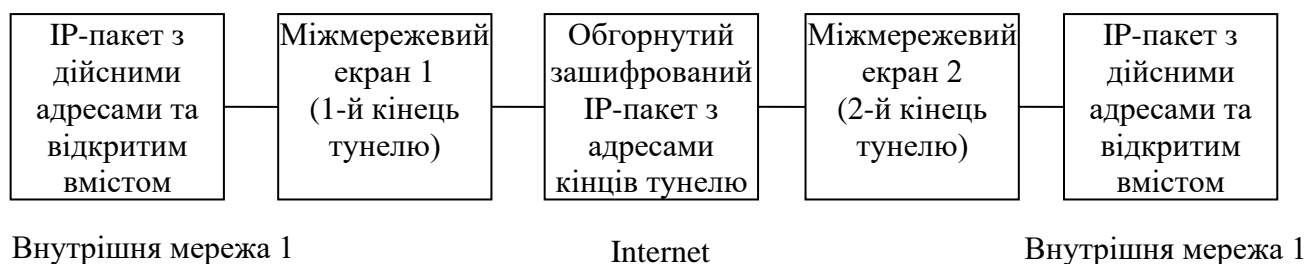 IP-пакет з
дійсними
адресами та
відкритим
вмістом
Міжмережевий
екран 1
(1-й кінець
тунелю)
Обгорнутий
зашифрований
IP-пакет з
адресами
кінців тунелю
Міжмережевий
екран 2
(2-й кінець
тунелю)
IP-пакет з
дійсними
адресами та
відкритим
вмістом
Внутрішня мережа 1
Internet
Внутрішня мережа 1